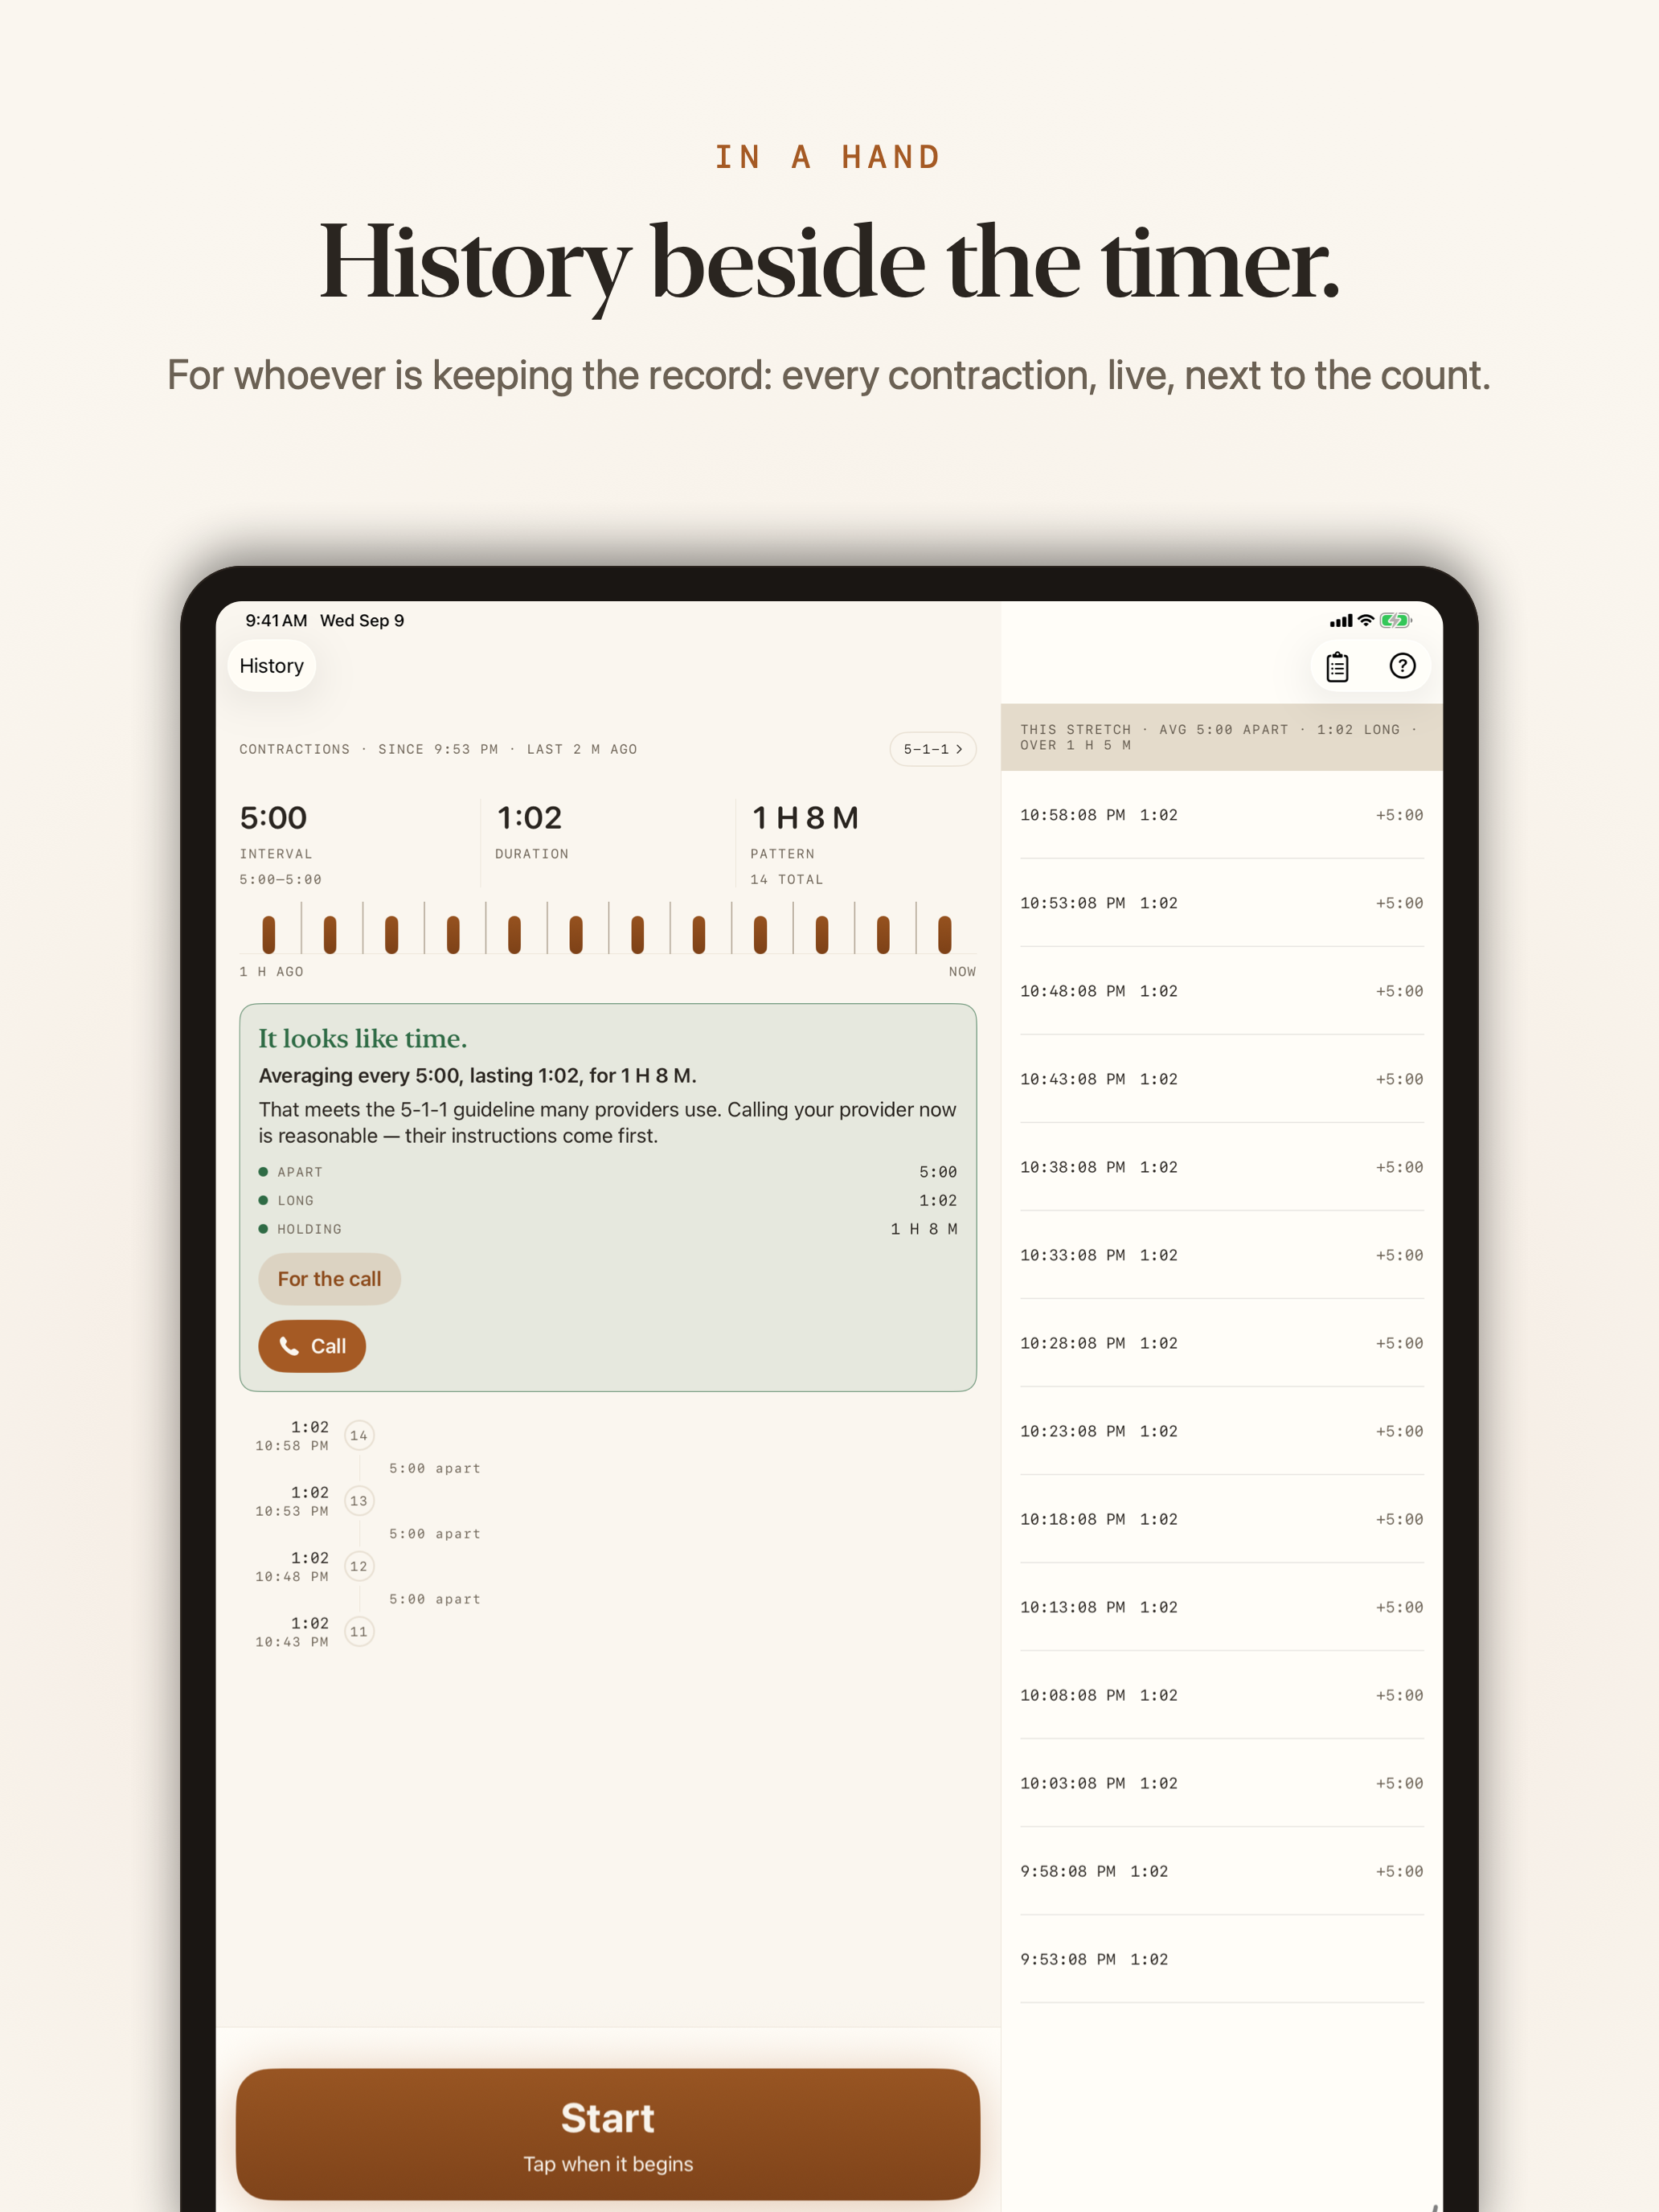 IN A HAND
History beside the timer.
For whoever is keeping the record: every contraction, live, next to the count.
9:41 AM Wed Sep 9
History
CONTRACTIONS · SINCE 9:53 PM · LAST 2 M AGO
5-1-1 >
5:00
INTERVAL
5:00—5:00
1:02
DURATION
1 H 8 M
PATTERN
14 TOTAL
1 H AGO
NOW
It looks like time.
Averaging every 5:00, lasting 1:02, for 1 H 8 M.
That meets the 5-1-1 guideline many providers use. Calling your provider now
is reasonable — their instructions come first.
APART 5:00
LONG 1:02
HOLDING 1 H 8 M
For the call
Call
1:02
10:58 PM
14
5:00 apart
1:02
10:53 PM
13
5:00 apart
1:02
10:48 PM
12
5:00 apart
1:02
10:43 PM
11
Start
Tap when it begins
?
THIS STRETCH · AVG 5:00 APART · 1:02 LONG ·
OVER 1 H 5 M
10:58:08 PM 1:02 +5:00
10:53:08 PM 1:02 +5:00
10:48:08 PM 1:02 +5:00
10:43:08 PM 1:02 +5:00
10:38:08 PM 1:02 +5:00
10:33:08 PM 1:02 +5:00
10:28:08 PM 1:02 +5:00
10:23:08 PM 1:02 +5:00
10:18:08 PM 1:02 +5:00
10:13:08 PM 1:02 +5:00
10:08:08 PM 1:02 +5:00
10:03:08 PM 1:02 +5:00
9:58:08 PM 1:02 +5:00
9:53:08 PM 1:02